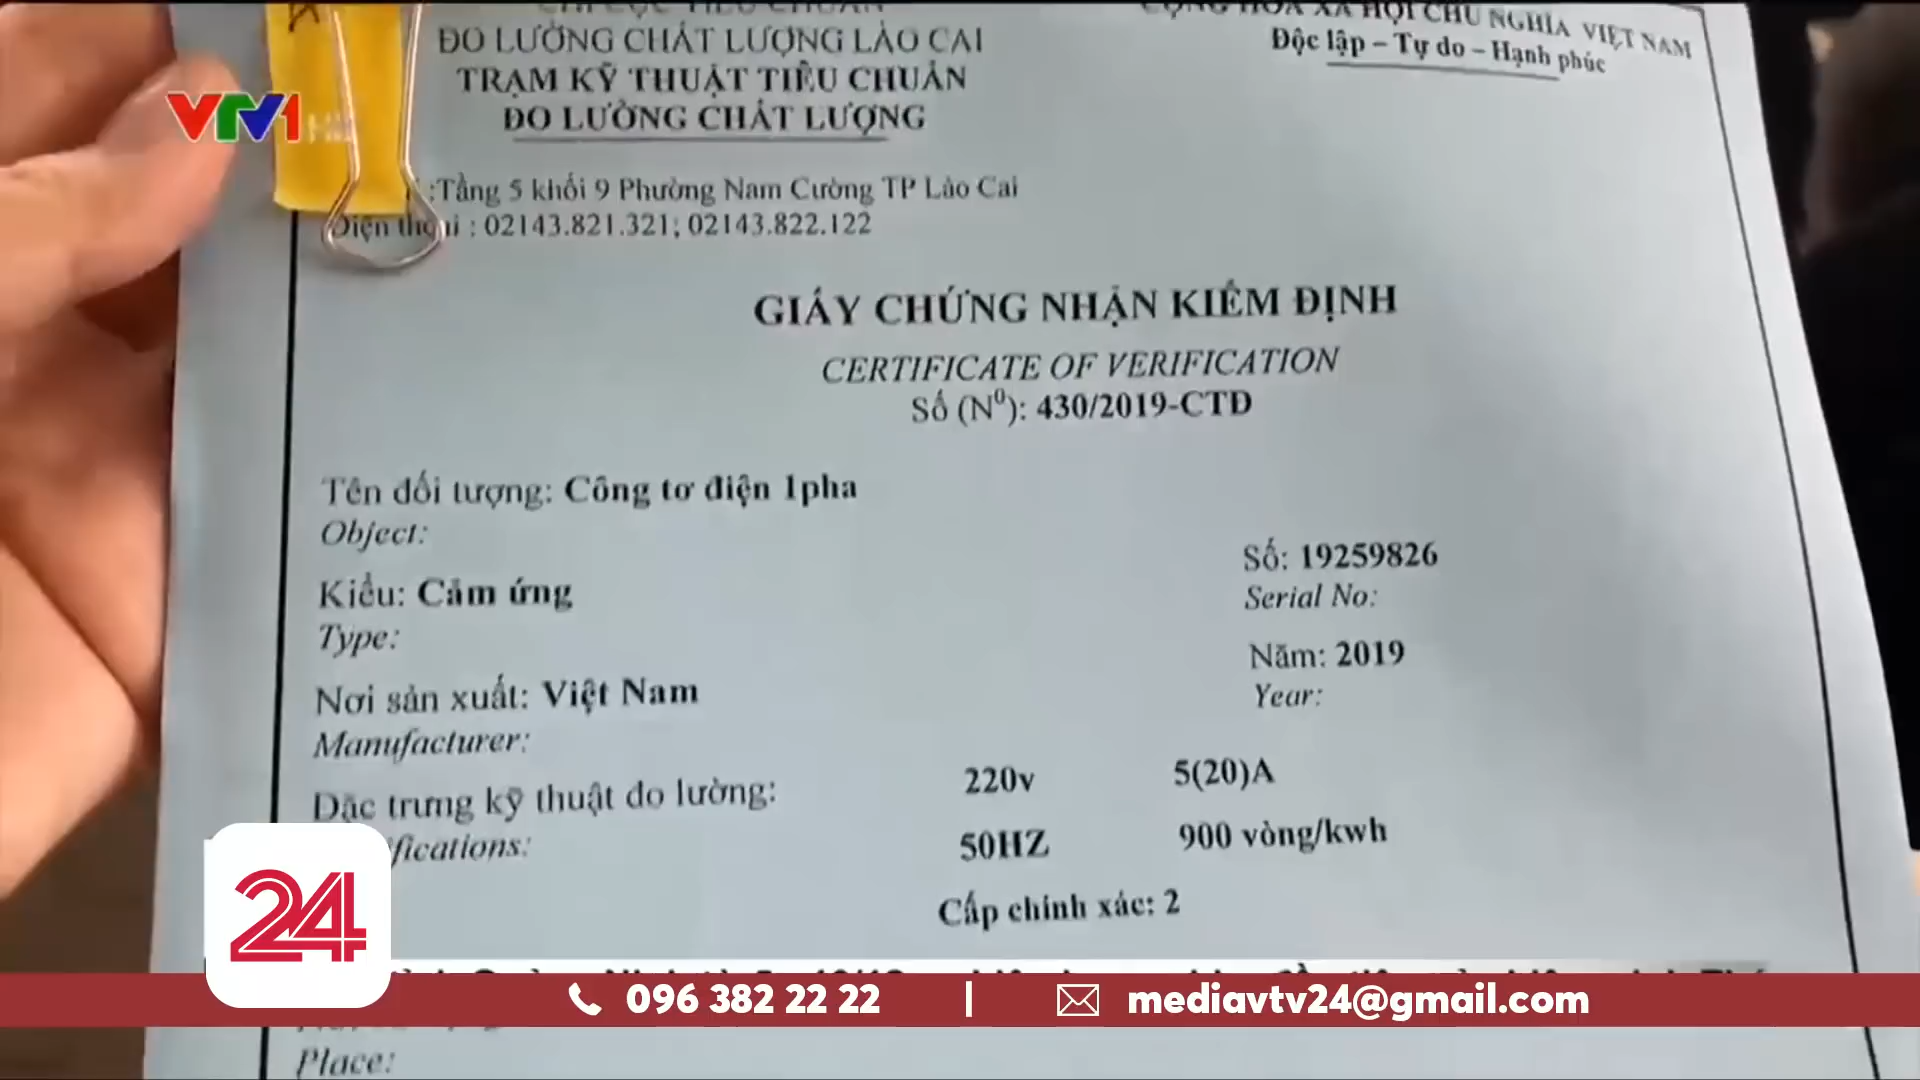 ĐO LƯỜNG CHẤT LƯỢNG LÀO CAI
TRẠM KỸ THUẬT TIÊU CHUẨN
ĐO LƯỜNG CHẤT LƯỢNG
CỘNG HÒA XÃ HỘI CHỦ NGHĨA VIỆT NAM
Độc lập – Tự do – Hạnh phúc
VTV1
:Tầng 5 khối 9 Phường Nam Cường TP Lào Cai
Điện thoại : 02143.821.321; 02143.822.122
GIẤY CHỨNG NHẬN KIỂM ĐỊNH
CERTIFICATE OF VERIFICATION
Số (N⁰): 430/2019-CTĐ
Tên đối tượng: Công tơ điện 1pha
Object:
Số: 19259826
Kiểu: Cảm ứng
Serial No:
Type:
Năm: 2019
Nơi sản xuất: Việt Nam
Year:
Manufacturer:
Đặc trưng kỹ thuật đo lường: 220v 5(20)A
fications: 50HZ 900 vòng/kwh
Cấp chính xác: 2
24
096 382 22 22 | mediavtv24@gmail.com
Place: